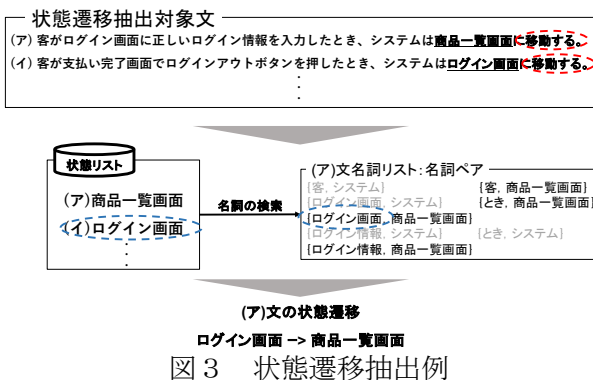 状態遷移抽出対象文
(ア) 客がログイン画面に正しいログイン情報を入力したとき、システムは商品一覧画面に移動する。
(イ) 客が支払い完了画面でログインアウトボタンを押したとき、システムはログイン画面に移動する。
:
状態リスト
(ア)商品一覧画面
(イ)ログイン画面
:
名詞の検索
(ア)文名詞リスト:名詞ペア
{客, システム} {客, 商品一覧画面}
{ログイン画面, システム} {とき, 商品一覧画面}
{ログイン画面, 商品一覧画面}
{ログイン情報, システム} {とき, システム}
{ログイン情報, 商品一覧画面}
(ア)文の状態遷移
ログイン画面 −> 商品一覧画面
図3 状態遷移抽出例